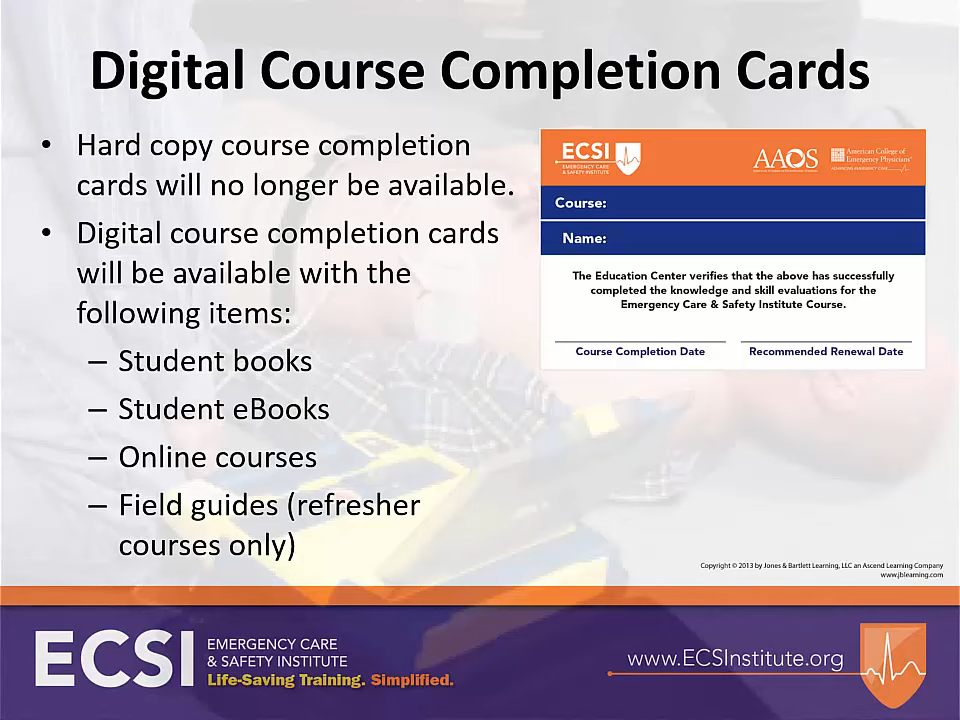 Digital Course Completion Cards
• Hard copy course completion
cards will no longer be available.
• Digital course completion cards
will be available with the
following items:
– Student books
– Student eBooks
– Online courses
– Field guides (refresher
courses only)
ECSI
EMERGENCY CARE
& SAFETY INSTITUTE
AAOS
American College of
Emergency Physicians®
ADVANCING EMERGENCY CARE
Course:
Name:
The Education Center verifies that the above has successfully
completed the knowledge and skill evaluations for the
Emergency Care & Safety Institute Course.
Course Completion Date
Recommended Renewal Date
Copyright © 2013 by Jones & Bartlett Learning, LLC an Ascend Learning Company
www.jblearning.com
ECSI
EMERGENCY CARE
& SAFETY INSTITUTE
Life-Saving Training. Simplified.
www.ECSInstitute.org